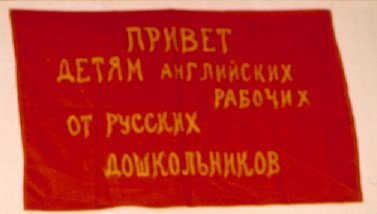 ПРИВЕТ
ДЕТЯМ АНГЛИЙСКИХ
РАБОЧИХ
ОТ РУССКИХ
ДОШКОЛЬНИКОВ